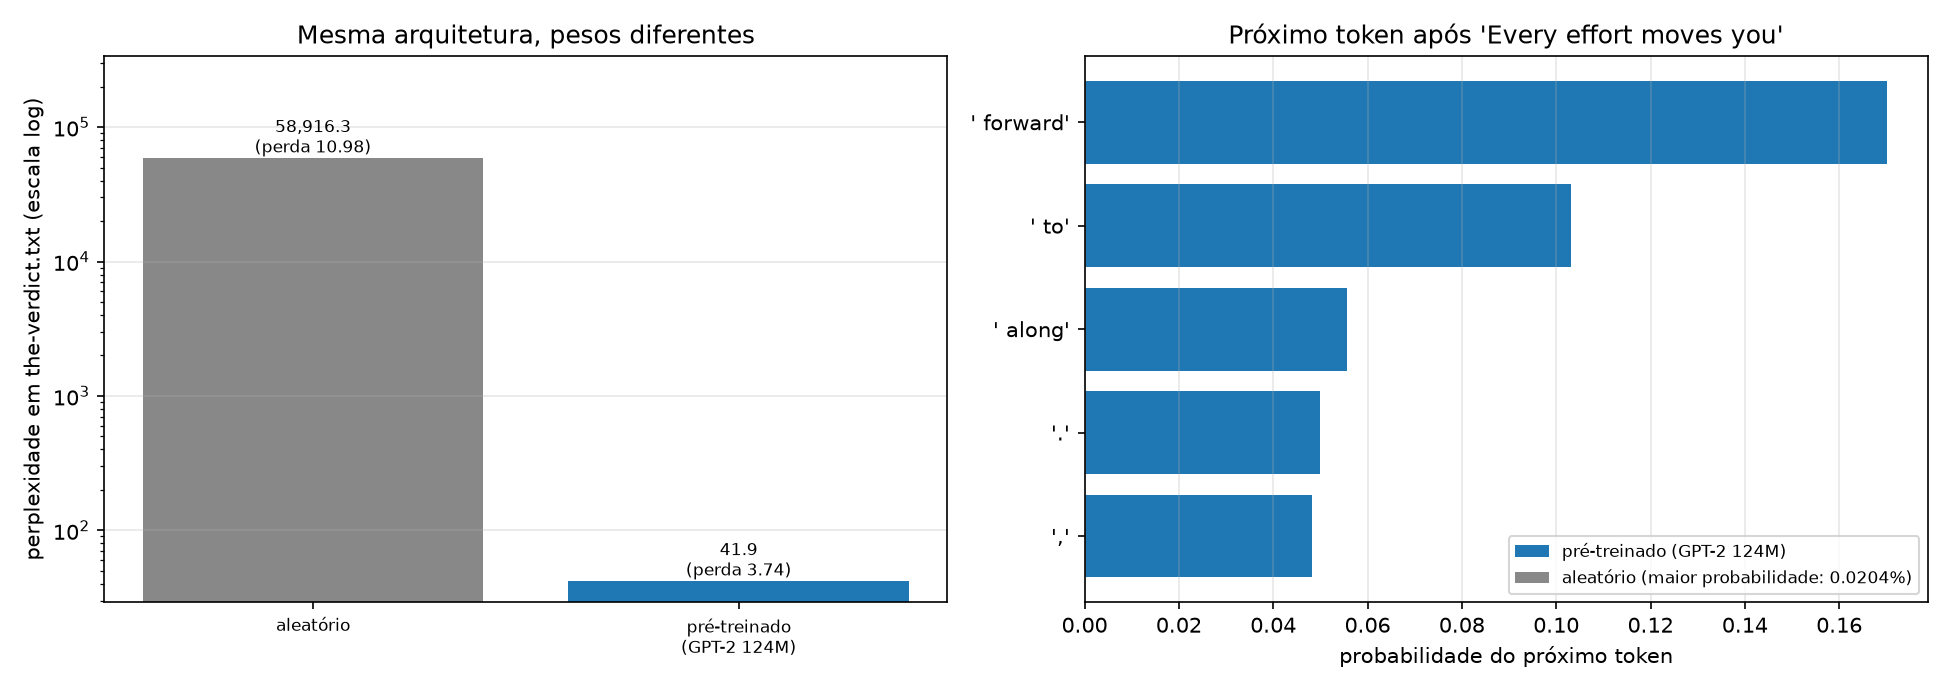 Mesma arquitetura, pesos diferentes
perplexidade em the-verdict.txt (escala log)
10^5
10^4
10^3
10^2
58,916.3
(perda 10.98)
41.9
(perda 3.74)
aleatório
pré-treinado
(GPT-2 124M)
Próximo token após 'Every effort moves you'
' forward'
' to'
' along'
'.'
','
pré-treinado (GPT-2 124M)
aleatório (maior probabilidade: 0.0204%)
0.00 0.02 0.04 0.06 0.08 0.10 0.12 0.14 0.16
probabilidade do próximo token